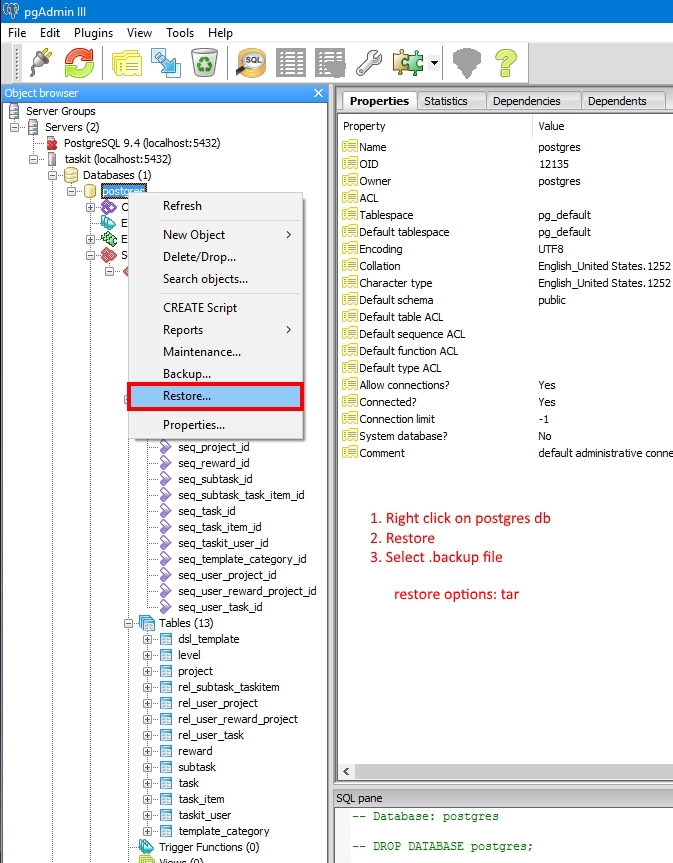 pgAdmin III
File Edit Plugins View Tools Help
SQL
Object browser
Server Groups
Servers (2)
PostgreSQL 9.4 (localhost:5432)
taskit (localhost:5432)
Databases (1)
postgres
C
E
E
S
Refresh
New Object
Delete/Drop...
Search objects...
CREATE Script
Reports
Maintenance...
Backup...
Restore...
Properties...
seq_project_id
seq_reward_id
seq_subtask_id
seq_subtask_task_item_id
seq_task_id
seq_task_item_id
seq_taskit_user_id
seq_template_category_id
seq_user_project_id
seq_user_reward_project_id
seq_user_task_id
Tables (13)
dsl_template
level
project
rel_subtask_taskitem
rel_user_project
rel_user_reward_project
rel_user_task
reward
subtask
task
task_item
taskit_user
template_category
Trigger Functions (0)
Views (0)
Properties Statistics Dependencies Dependents
Property Value
Name postgres
OID 12135
Owner postgres
ACL
Tablespace pg_default
Default tablespace pg_default
Encoding UTF8
Collation English_United States.1252
Character type English_United States.1252
Default schema public
Default table ACL
Default sequence ACL
Default function ACL
Default type ACL
Allow connections? Yes
Connected? Yes
Connection limit -1
System database? No
Comment default administrative conne
1. Right click on postgres db
2. Restore
3. Select .backup file
restore options: tar
SQL pane
-- Database: postgres
-- DROP DATABASE postgres;